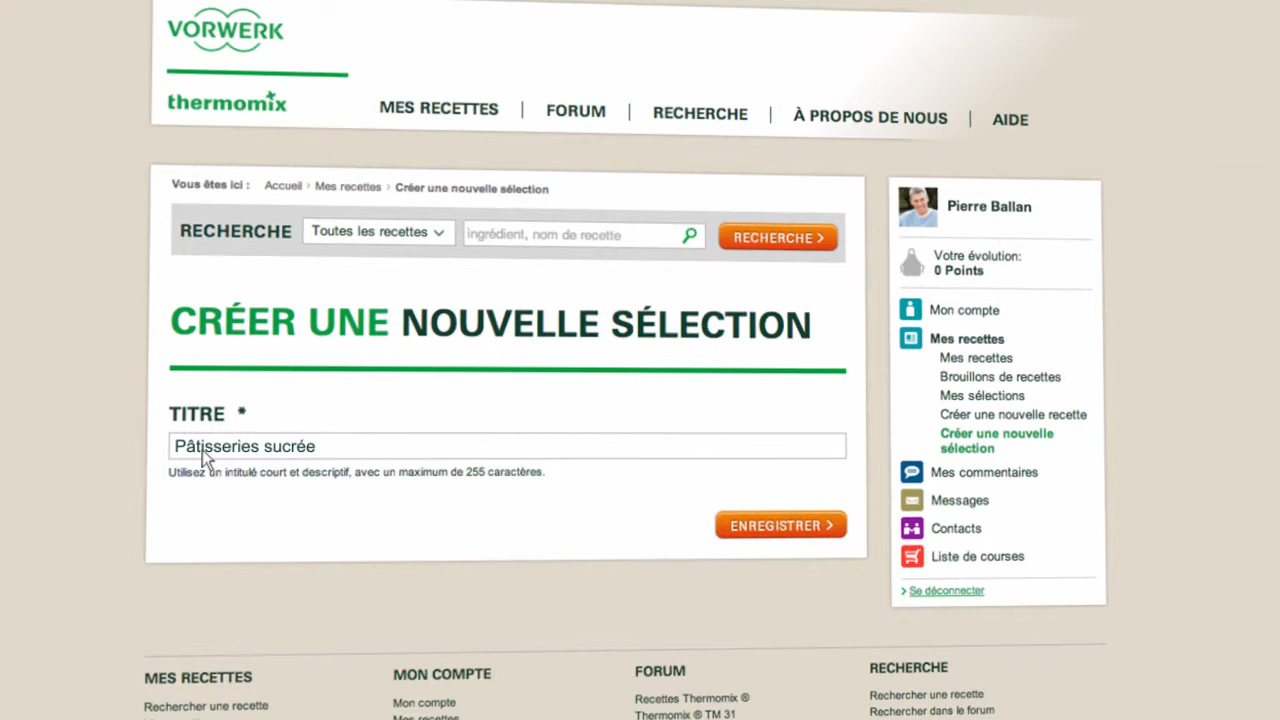 VORWERK
thermomix
MES RECETTES | FORUM | RECHERCHE | À PROPOS DE NOUS | AIDE
Vous êtes ici : Accueil › Mes recettes › Créer une nouvelle sélection
RECHERCHE Toutes les recettes ingrédient, nom de recette RECHERCHE >
CRÉER UNE NOUVELLE SÉLECTION
TITRE *
Pâtisseries sucrée
Utilisez un intitulé court et descriptif, avec un maximum de 255 caractères.
ENREGISTRER >
Pierre Ballan
Votre évolution:
0 Points
Mon compte
Mes recettes
Mes recettes
Brouillons de recettes
Mes sélections
Créer une nouvelle recette
Créer une nouvelle
sélection
Mes commentaires
Messages
Contacts
Liste de courses
> Se déconnecter
MES RECETTES
Rechercher une recette
MON COMPTE
Mon compte
Mes recettes
FORUM
Recettes Thermomix ®
Thermomix ® TM 31
RECHERCHE
Rechercher une recette
Rechercher dans le forum